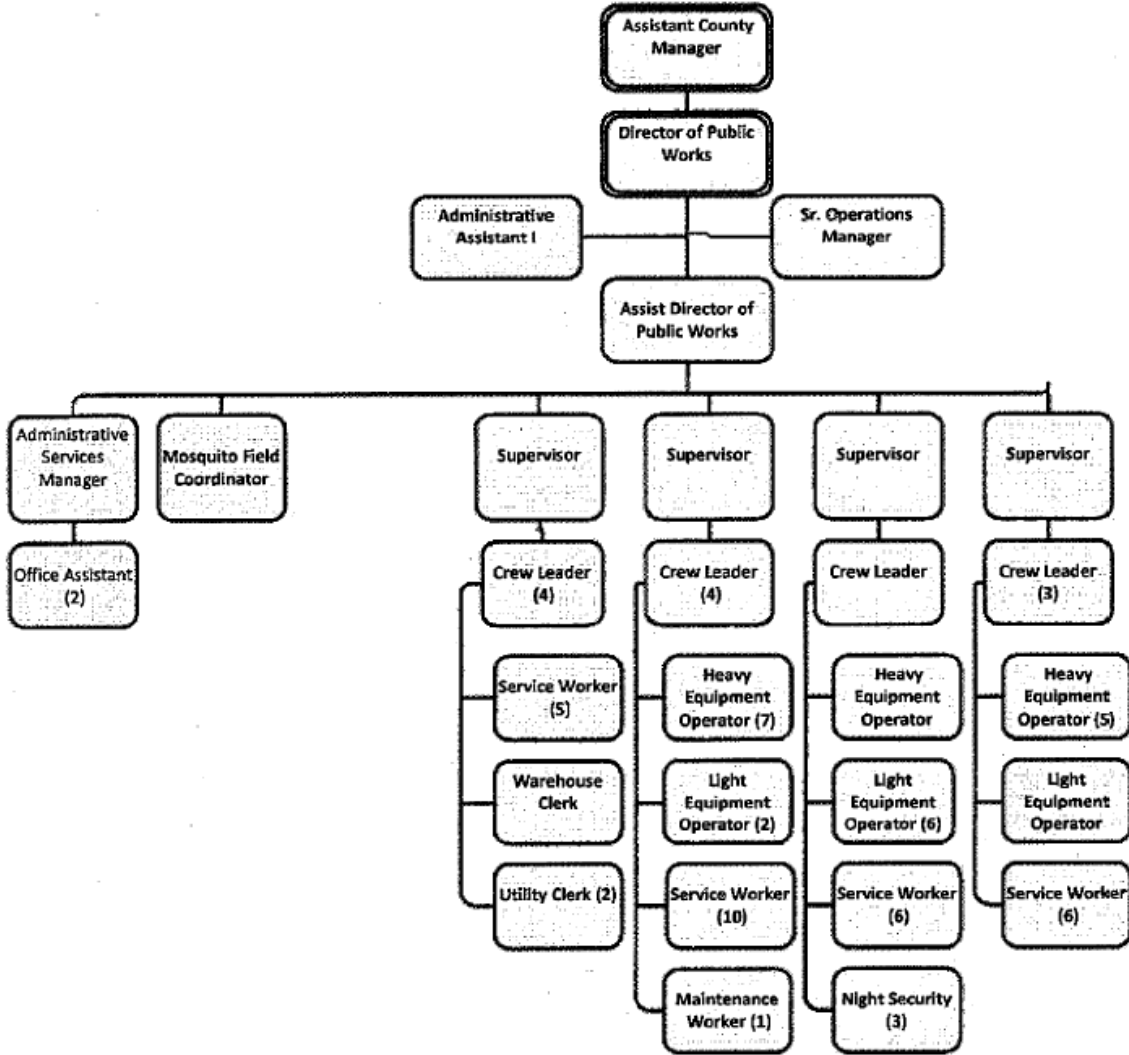 Assistant County
Manager
Director of Public
Works
Administrative
Assistant I
Sr. Operations
Manager
Assist Director of
Public Works
Administrative
Services
Manager
Mosquito Field
Coordinator
Supervisor
Supervisor
Supervisor
Supervisor
Office Assistant
(2)
Crew Leader
(4)
Crew Leader
(4)
Crew Leader
Crew Leader
(3)
Service Worker
(5)
Heavy
Equipment
Operator (7)
Heavy
Equipment
Operator
Heavy
Equipment
Operator (5)
Warehouse
Clerk
Light
Equipment
Operator (2)
Light
Equipment
Operator (6)
Light
Equipment
Operator
Utility Clerk (2)
Service Worker
(10)
Service Worker
(6)
Service Worker
(6)
Maintenance
Worker (1)
Night Security
(3)